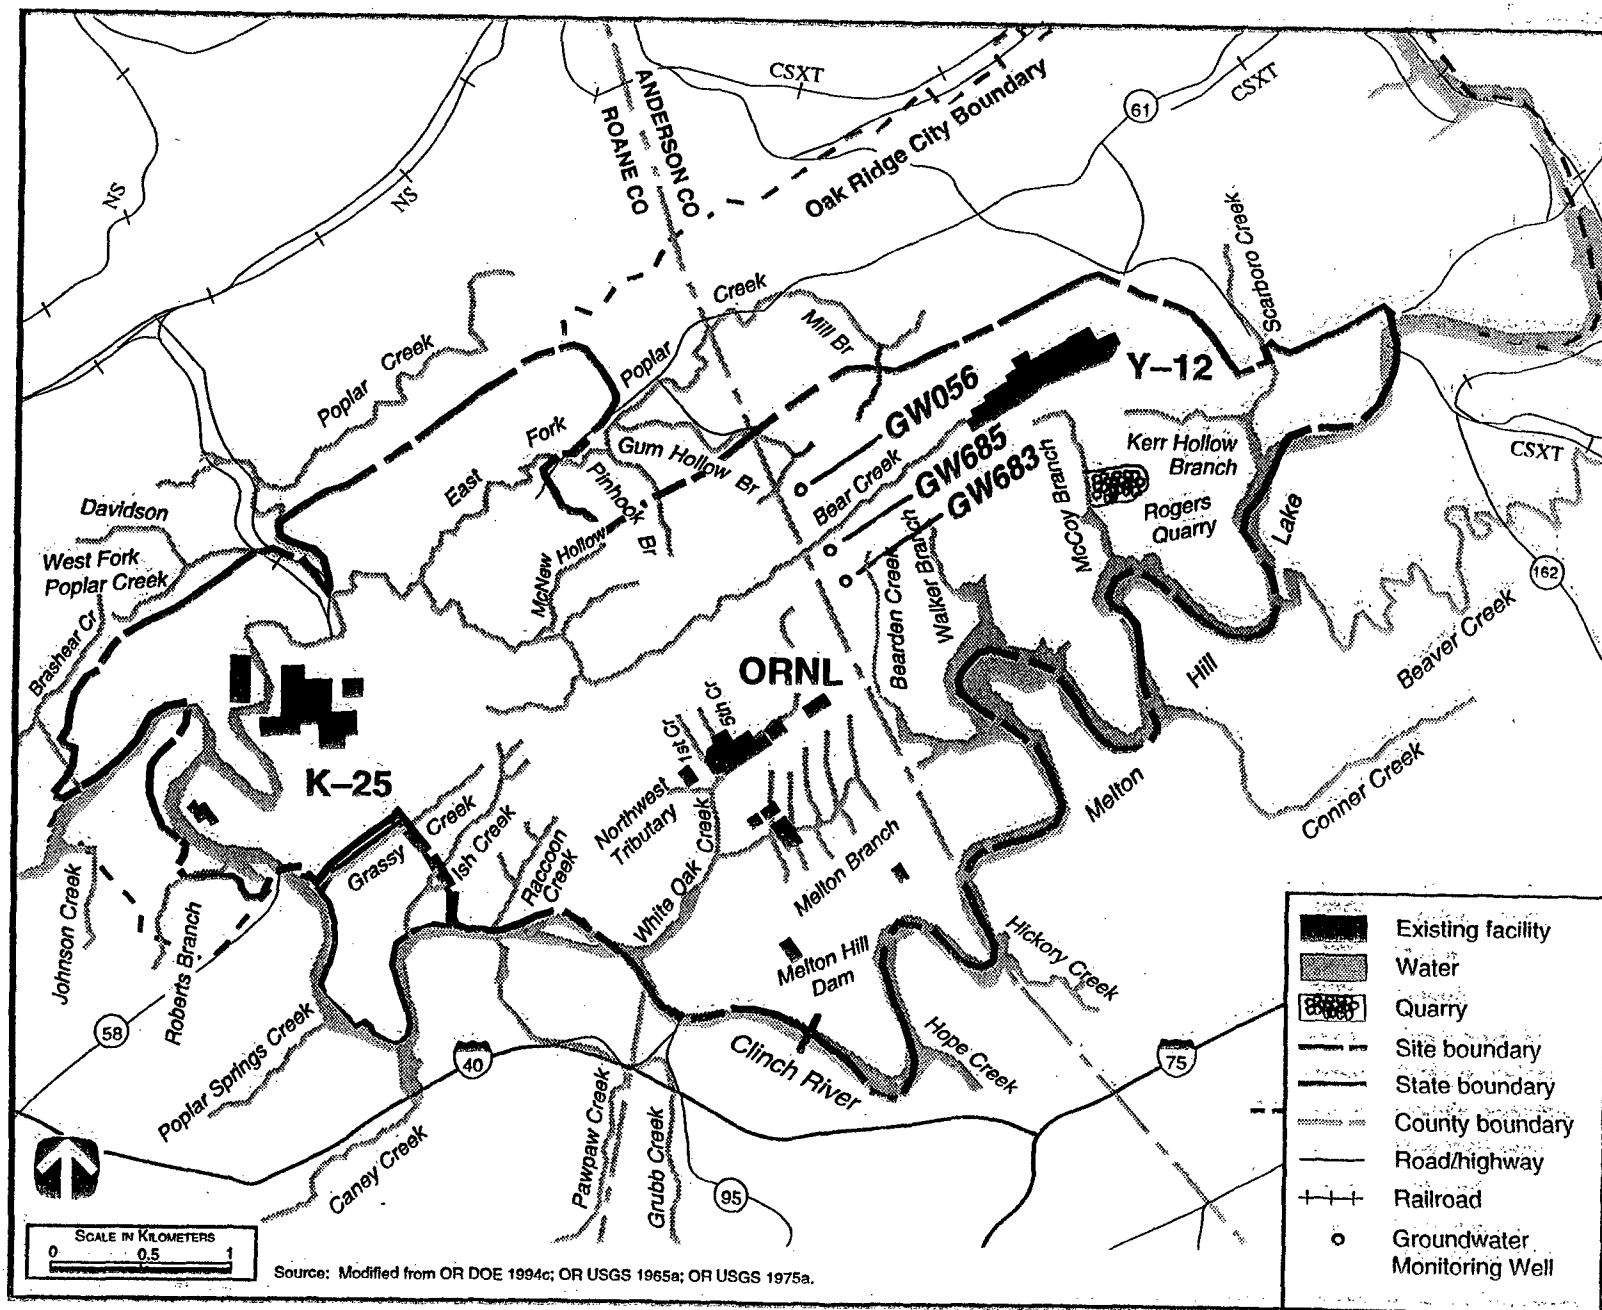 CSXT
CSXT
NS
NS
ANDERSON CO
ROANE CO
Oak Ridge City Boundary
61
Scarboro Creek
Poplar Creek
Creek
Mill Br
Poplar
Fork
East
Gum Hollow Br
Pinhook Br
McNew Hollow
GW056
GW685
GW683
Y–12
Bear Creek
McCoy Branch
Kerr Hollow
Branch
Rogers
Quarry
Lake
CSXT
162
Davidson
West Fork
Poplar Creek
Brashear Cr
Bearden Creek
Walker Branch
Beaver Creek
Hill
Melton
Conner Creek
ORNL
1st Cr
5th Cr
Northwest
Tributary
White Oak Creek
Melton Branch
K–25
Grassy Creek
Ish Creek
Raccoon
Creek
Johnson Creek
Roberts Branch
58
Poplar Springs Creek
Caney Creek
40
Pawpaw Creek
Grubb Creek
95
Clinch River
Melton Hill
Dam
Hickory Creek
Hope Creek
75
Existing facility
Water
Quarry
Site boundary
State boundary
County boundary
Road/highway
Railroad
Groundwater
Monitoring Well
SCALE IN KILOMETERS
0 0.5 1
Source: Modified from OR DOE 1994c; OR USGS 1965a; OR USGS 1975a.